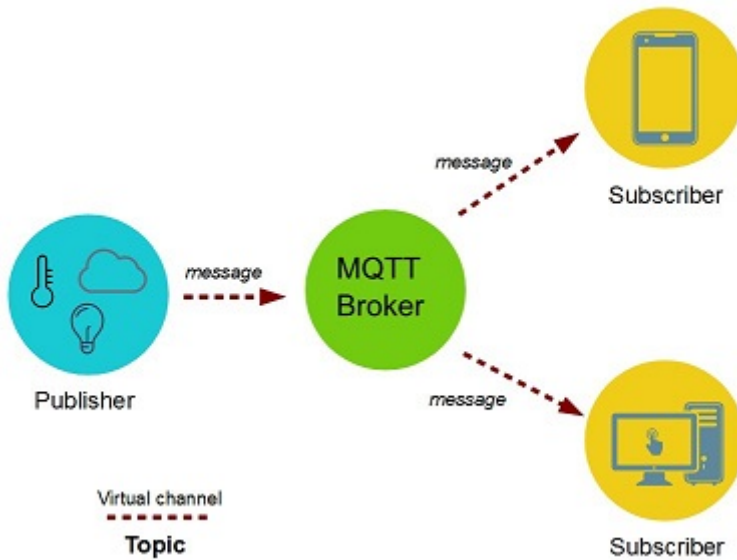 message
Subscriber
message
MQTT
Broker
Publisher
message
Virtual channel
Topic
Subscriber